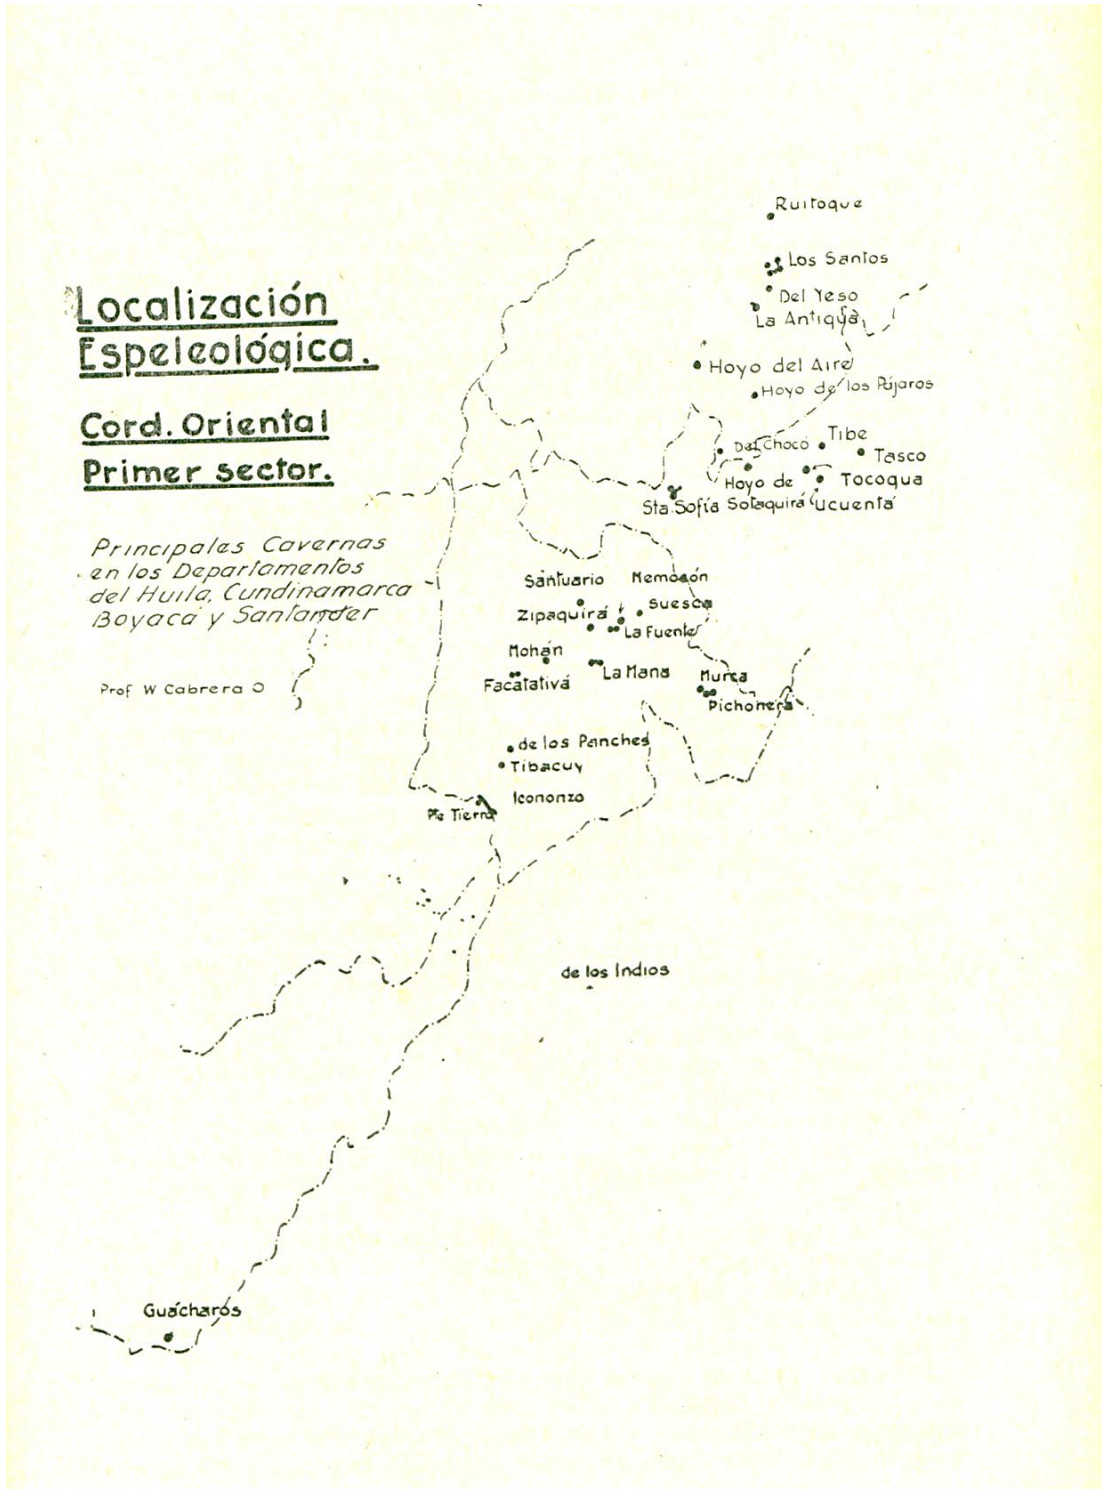 Localización
Espeleológica.
Cord. Oriental
Primer sector.
Principales Cavernas
en los Departamentos
del Huila, Cundinamarca
Boyacá y Santander
Prof W Cabrera O
Ruitoque
Los Santos
Del Yeso
La Antigua
Hoyo del Aire
Hoyo de los Pájaros
Del Chocó
Tibe
Tasco
Hoyo de
Tocoqua
Sta. Sofía
Sotaquirá
Ucuenta
Santuario
Nemocón
Zipaquirá
Suesca
La Fuente
Mohán
Facatativá
La Mana
Murca
Pichonera
de los Panches
Tibacuy
Icononzo
Pte Tierra
de los Indios
Guácharos